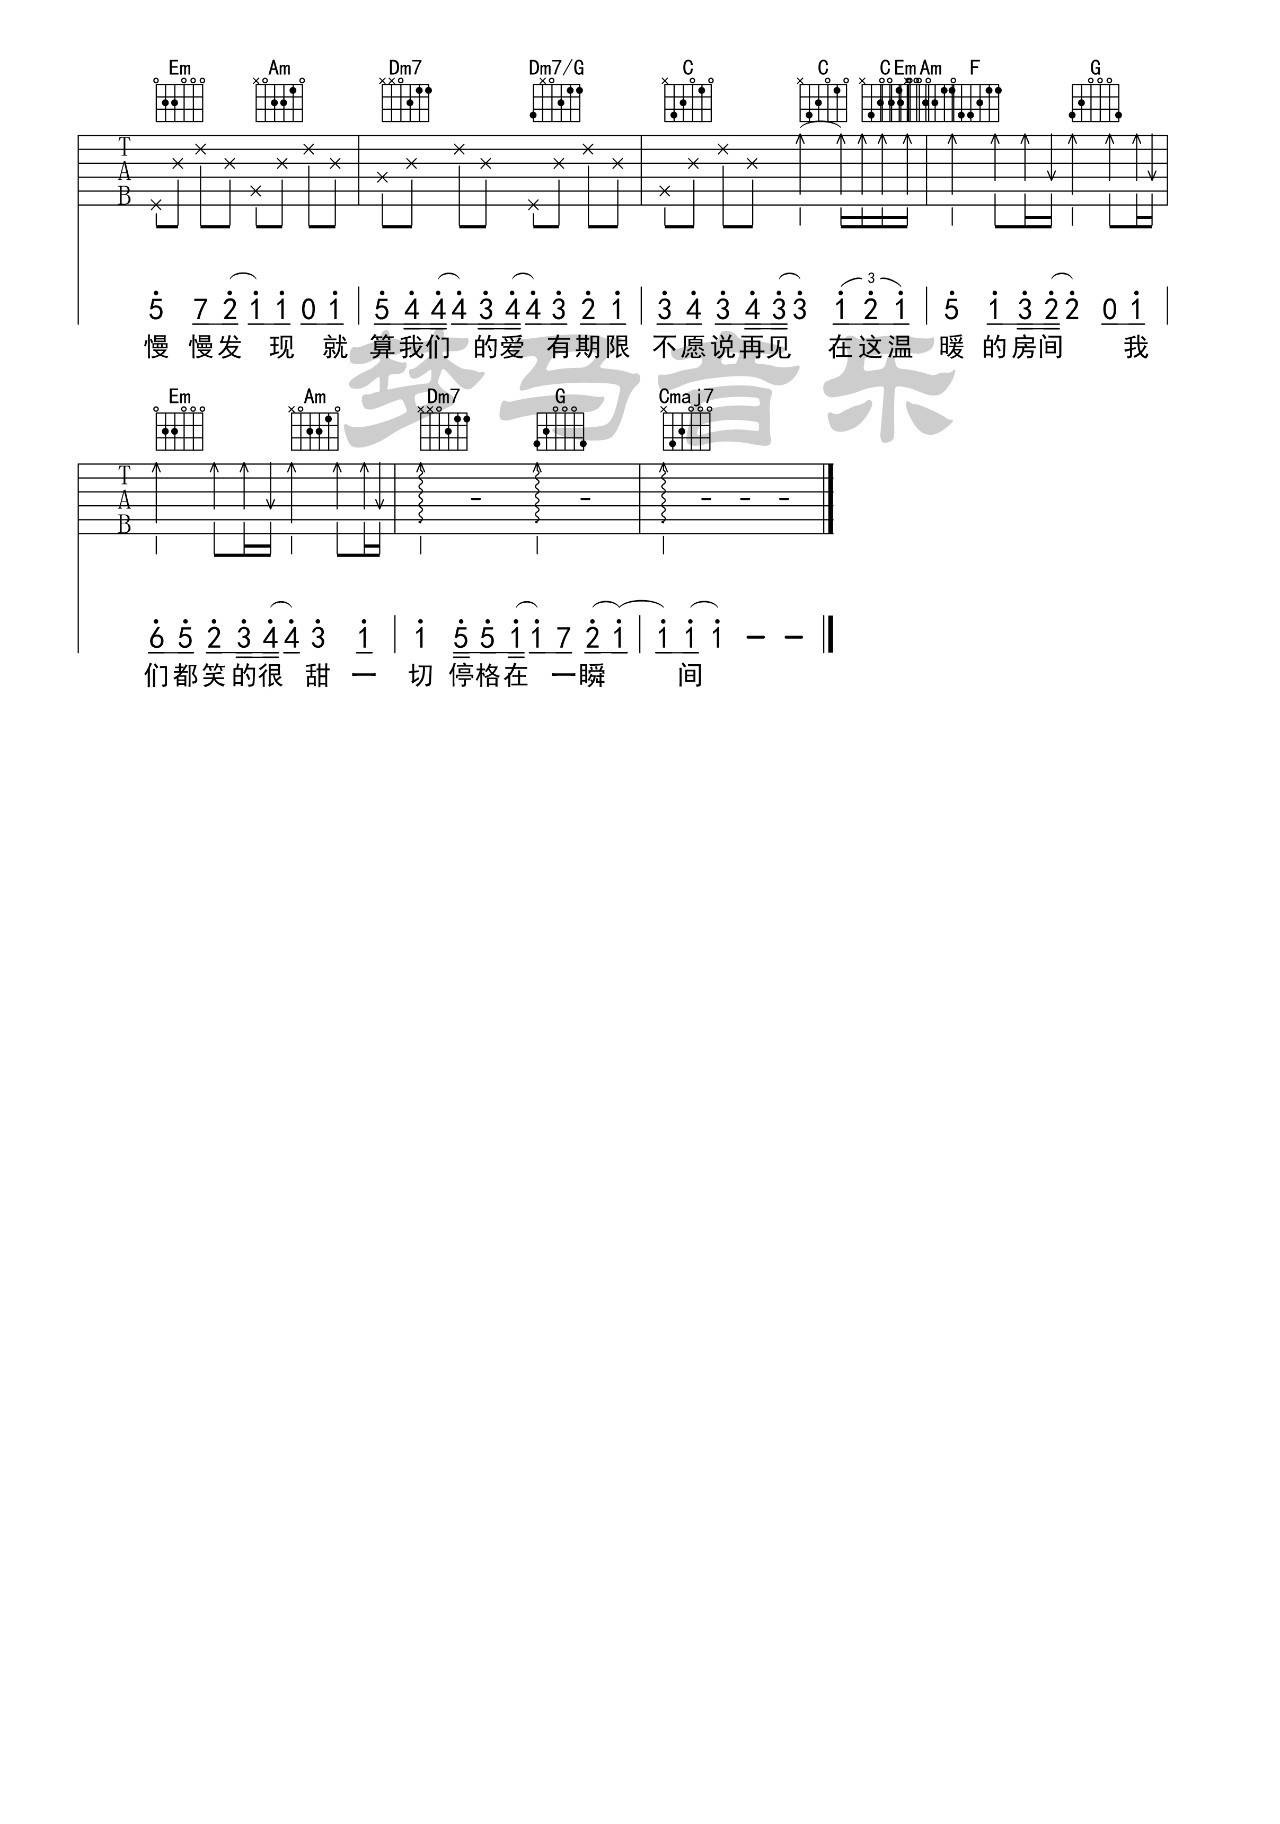 Em Am Dm7 Dm7/G C C C Em Am F G
T
A
B
3
5 7 2 1 1 0 1 5 4 4 4 3 4 4 3 2 1 3 4 3 4 3 3 1 2 1 5 1 3 2 2 0 1
慢 慢发 现 就 算我们 的爱 有期限 不愿说再见 在这温 暖 的房间 我
梦马音乐
Em Am Dm7 G Cmaj7
T
A
B
6 5 2 3 4 4 3 1 1 5 5 1 1 7 2 1 1 1 1 - -
们都笑的很 甜 一 切 停格在 一瞬 间